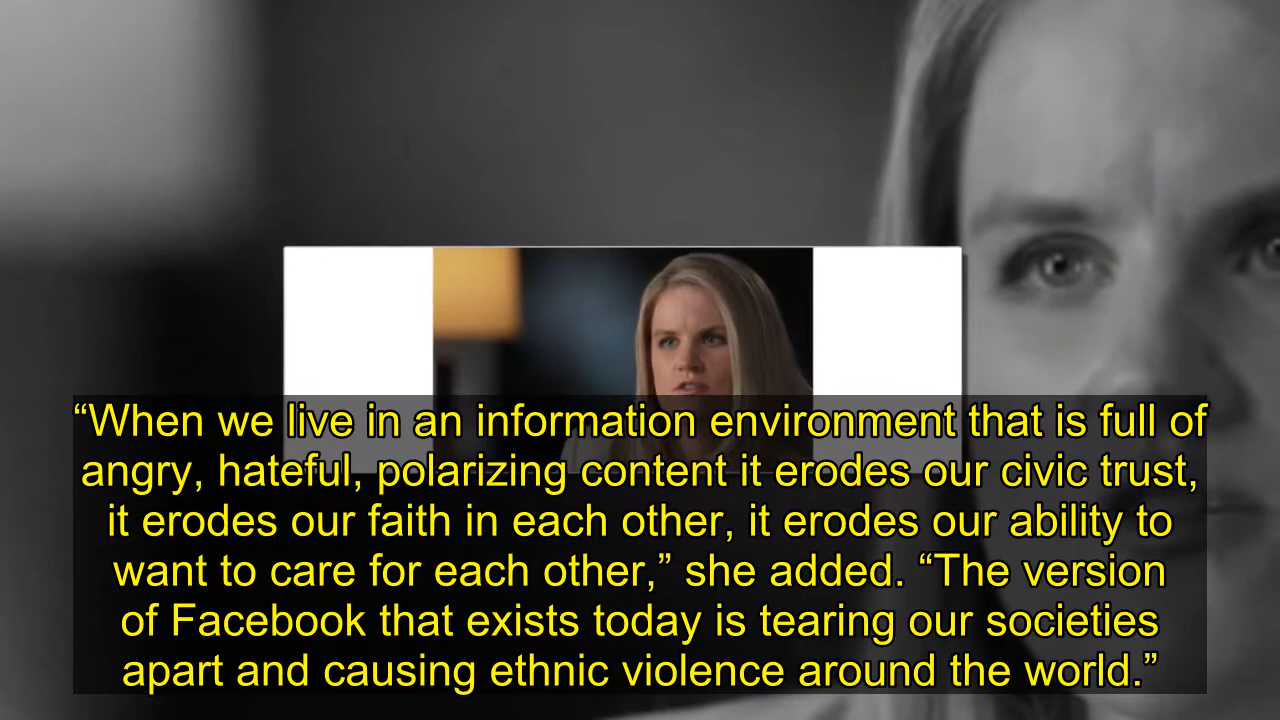 “When we live in an information environment that is full of
angry, hateful, polarizing content it erodes our civic trust,
it erodes our faith in each other, it erodes our ability to
want to care for each other,” she added. “The version
of Facebook that exists today is tearing our societies
apart and causing ethnic violence around the world.”